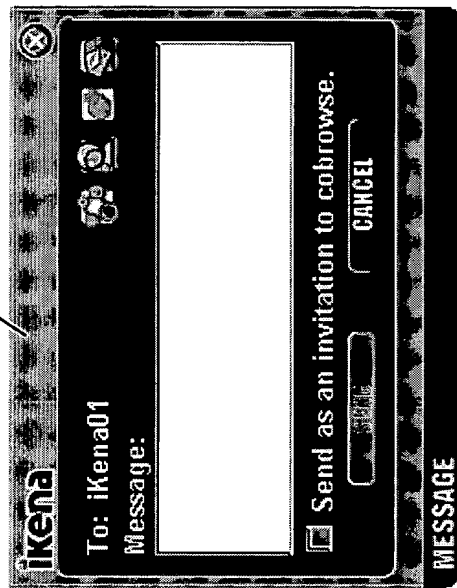 iKena
To: iKena01
Message:
Send as an invitation to cobrowse.
CANCEL
MESSAGE